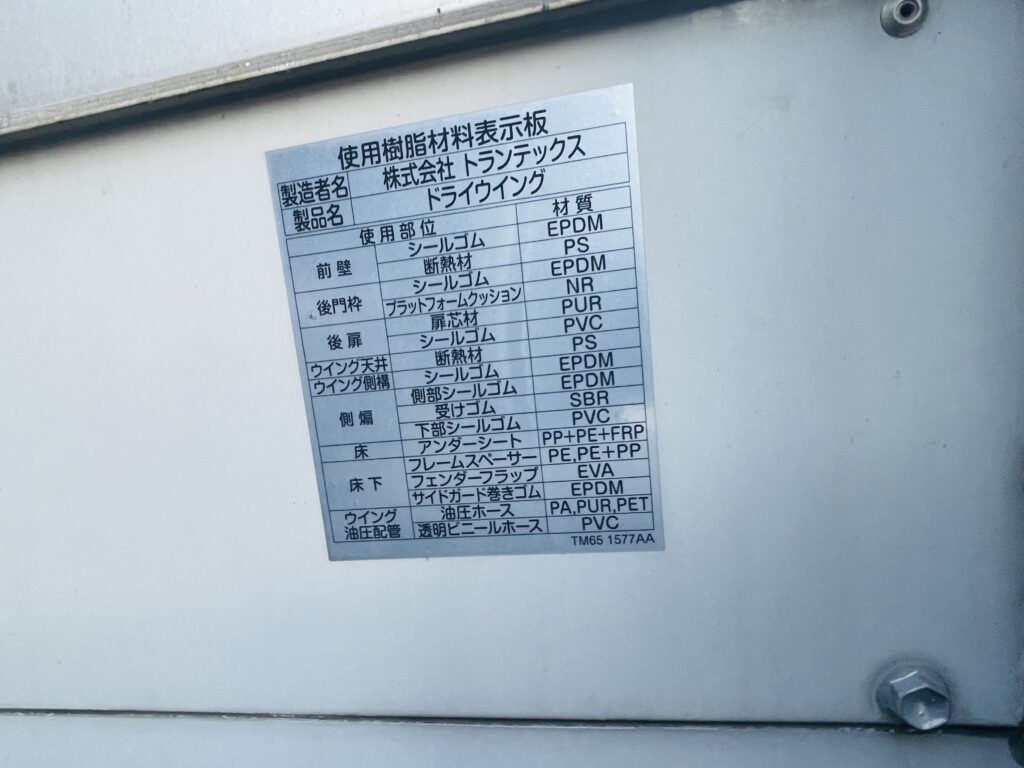 使用樹脂材料表示板
製造者名 株式会社 トランテックス
製品名 ドライウイング
使用部位 材質
前壁 シールゴム EPDM
断熱材 PS
後門枠 シールゴム EPDM
プラットフォームクッション NR
後扉 扉芯材 PUR
シールゴム PVC
ウイング天井 断熱材 PS
ウイング側構 シールゴム EPDM
側煽 側部シールゴム EPDM
受けゴム SBR
下部シールゴム PVC
床 アンダーシート PP+PE+FRP
床下 フレームスペーサー PE,PE+PP
フェンダーフラップ EVA
サイドガード巻きゴム EPDM
ウイング油圧配管 油圧ホース PA,PUR,PET
透明ビニールホース PVC
TM65 1577AA